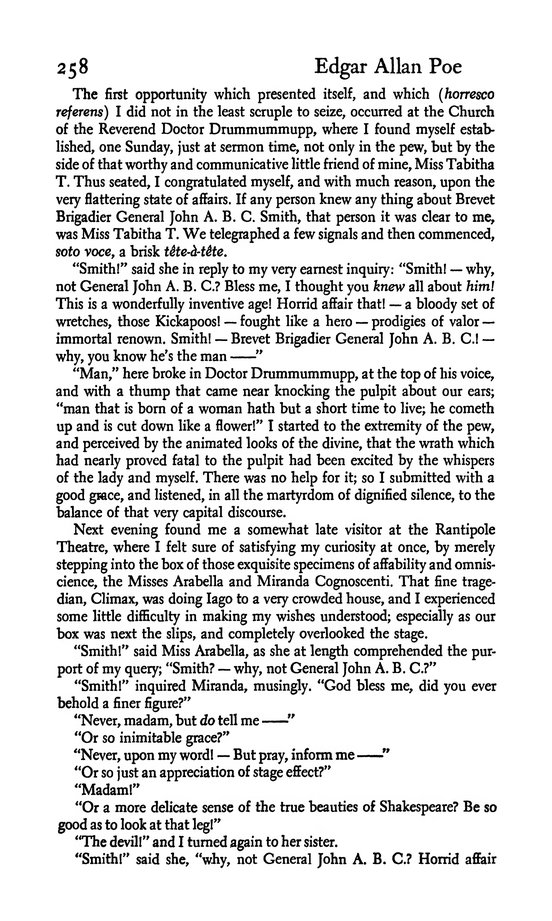 258 Edgar Allan Poe
The first opportunity which presented itself, and which (horresco
referens) I did not in the least scruple to seize, occurred at the Church
of the Reverend Doctor Drummummupp, where I found myself estab-
lished, one Sunday, just at sermon time, not only in the pew, but by the
side of that worthy and communicative little friend of mine, Miss Tabitha
T. Thus seated, I congratulated myself, and with much reason, upon the
very flattering state of affairs. If any person knew any thing about Brevet
Brigadier General John A. B. C. Smith, that person it was clear to me,
was Miss Tabitha T. We telegraphed a few signals and then commenced,
soto voce, a brisk tête-à-tête.
“Smith!” said she in reply to my very earnest inquiry: “Smith! — why,
not General John A. B. C.? Bless me, I thought you knew all about him!
This is a wonderfully inventive age! Horrid affair that! — a bloody set of
wretches, those Kickapoos! — fought like a hero — prodigies of valor —
immortal renown. Smith! — Brevet Brigadier General John A. B. C.! —
why, you know he’s the man ——”
“Man,” here broke in Doctor Drummummupp, at the top of his voice,
and with a thump that came near knocking the pulpit about our ears;
“man that is born of a woman hath but a short time to live; he cometh
up and is cut down like a flower!” I started to the extremity of the pew,
and perceived by the animated looks of the divine, that the wrath which
had nearly proved fatal to the pulpit had been excited by the whispers
of the lady and myself. There was no help for it; so I submitted with a
good grace, and listened, in all the martyrdom of dignified silence, to the
balance of that very capital discourse.
Next evening found me a somewhat late visitor at the Rantipole
Theatre, where I felt sure of satisfying my curiosity at once, by merely
stepping into the box of those exquisite specimens of affability and omnis-
cience, the Misses Arabella and Miranda Cognoscenti. That fine trage-
dian, Climax, was doing Iago to a very crowded house, and I experienced
some little difficulty in making my wishes understood; especially as our
box was next the slips, and completely overlooked the stage.
“Smith!” said Miss Arabella, as she at length comprehended the pur-
port of my query; “Smith? — why, not General John A. B. C.?”
“Smith!” inquired Miranda, musingly. “God bless me, did you ever
behold a finer figure?”
“Never, madam, but do tell me ——”
“Or so inimitable grace?”
“Never, upon my word! — But pray, inform me ——”
“Or so just an appreciation of stage effect?”
“Madam!”
“Or a more delicate sense of the true beauties of Shakespeare? Be so
good as to look at that leg!”
“The devil!” and I turned again to her sister.
“Smith!” said she, “why, not General John A. B. C.? Horrid affair